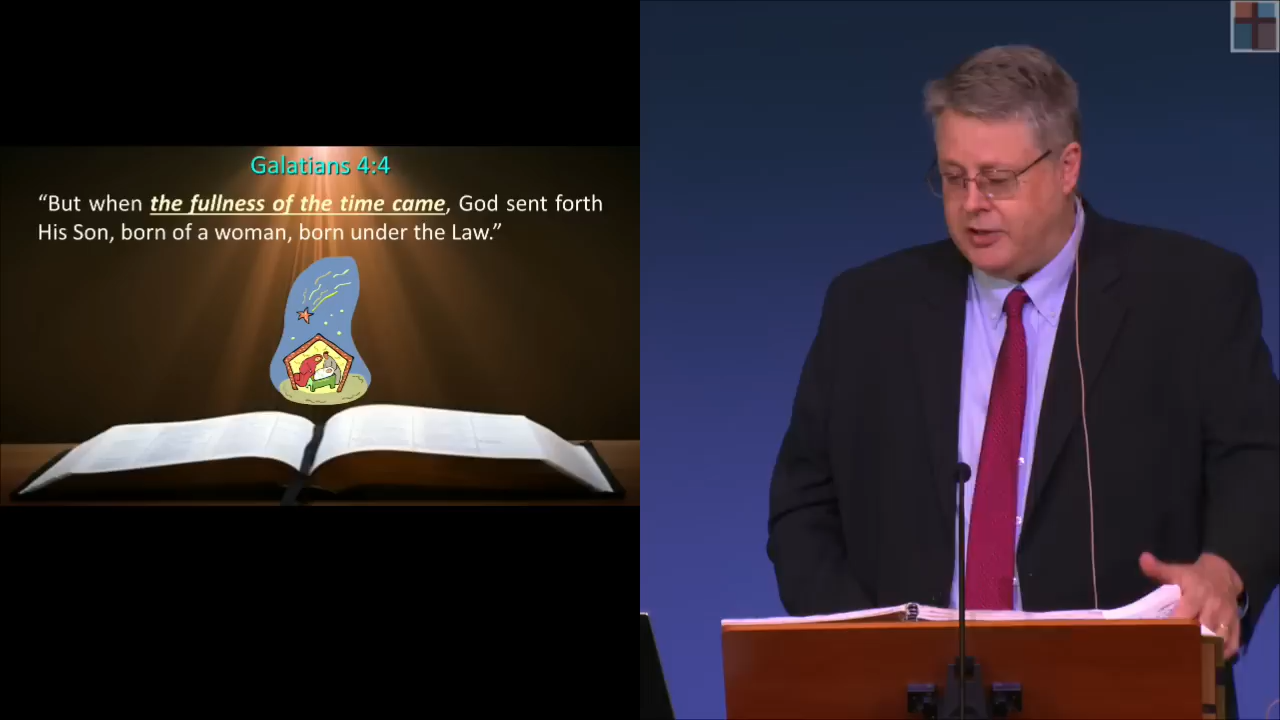 Galatians 4:4
“But when the fullness of the time came, God sent forth
His Son, born of a woman, born under the Law.”